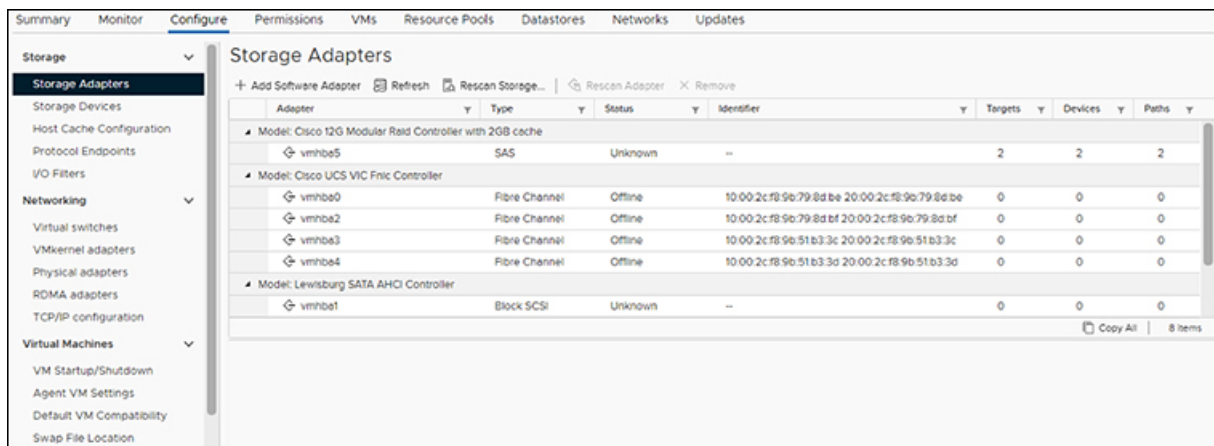 Summary Monitor Configure Permissions VMs Resource Pools Datastores Networks Updates
Storage
Storage Adapters
Storage Devices
Host Cache Configuration
Protocol Endpoints
I/O Filters
Networking
Virtual switches
VMkernel adapters
Physical adapters
RDMA adapters
TCP/IP configuration
Virtual Machines
VM Startup/Shutdown
Agent VM Settings
Default VM Compatibility
Swap File Location
Storage Adapters
+ Add Software Adapter Refresh Rescan Storage... | Rescan Adapter × Remove
Adapter Type Status Identifier Targets Devices Paths
Model: Cisco 12G Modular Raid Controller with 2GB cache
vmhba5 SAS Unknown -- 2 2 2
Model: Cisco UCS VIC Fnic Controller
vmhba0 Fibre Channel Offline 10:00:2c:f8:9b:79:8d:be 20:00:2c:f8:9b:79:8d:be 0 0 0
vmhba2 Fibre Channel Offline 10:00:2c:f8:9b:79:8d:bf 20:00:2c:f8:9b:79:8d:bf 0 0 0
vmhba3 Fibre Channel Offline 10:00:2c:f8:9b:51:b3:3c 20:00:2c:f8:9b:51:b3:3c 0 0 0
vmhba4 Fibre Channel Offline 10:00:2c:f8:9b:51:b3:3d 20:00:2c:f8:9b:51:b3:3d 0 0 0
Model: Lewisburg SATA AHCI Controller
vmhba1 Block SCSI Unknown -- 0 0 0
Copy All | 8 items